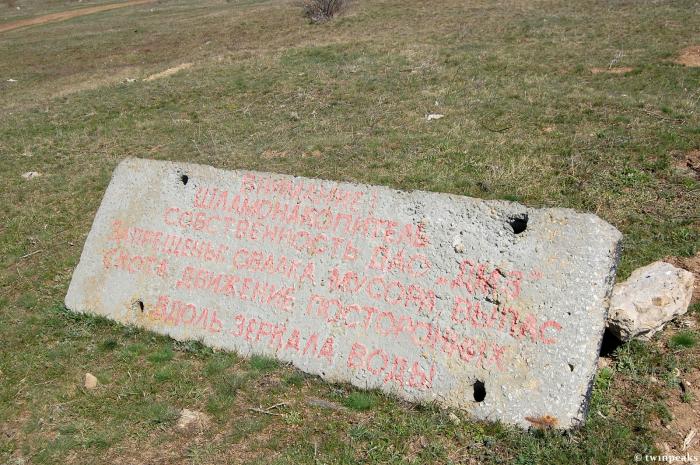 ВНИМАНИЕ!
ШЛАМОНАКОПИТЕЛЬ
СОБСТВЕННОСТЬ ОАО „
ЗАПРЕЩЕНЫ: СВАЛКА МУСОРА, ВЫПАС
СКОТА, ДВИЖЕНИЕ ПОСТОРОННИХ
ВДОЛЬ ЗЕРКАЛА ВОДЫ
© twinpeaks